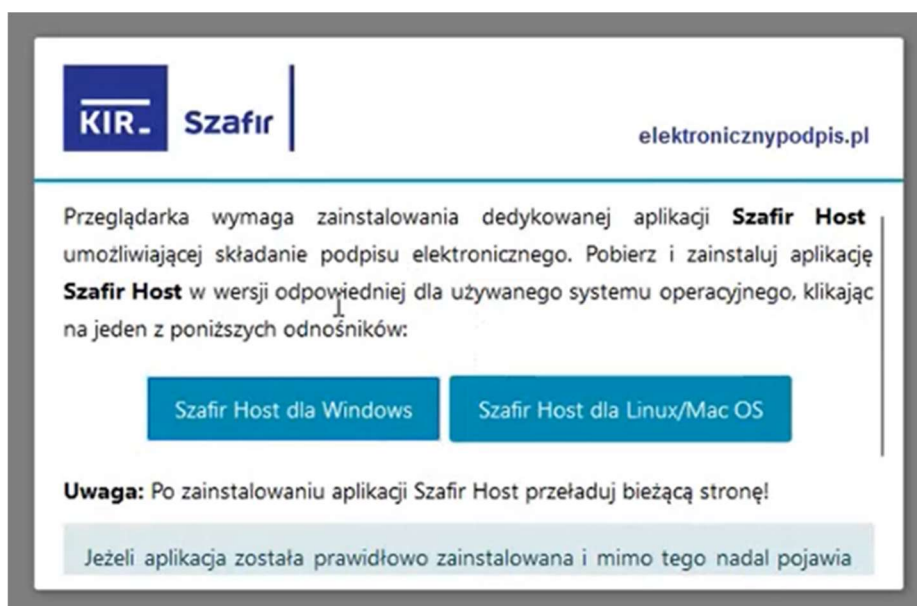 KIR Szafir
elektronicznypodpis.pl
Przeglądarka wymaga zainstalowania dedykowanej aplikacji Szafir Host
umożliwiającej składanie podpisu elektronicznego. Pobierz i zainstaluj aplikację
Szafir Host w wersji odpowiedniej dla używanego systemu operacyjnego, klikając
na jeden z poniższych odnośników:
Szafir Host dla Windows Szafir Host dla Linux/Mac OS
Uwaga: Po zainstalowaniu aplikacji Szafir Host przeładuj bieżącą stronę!
Jeżeli aplikacja została prawidłowo zainstalowana i mimo tego nadal pojawia